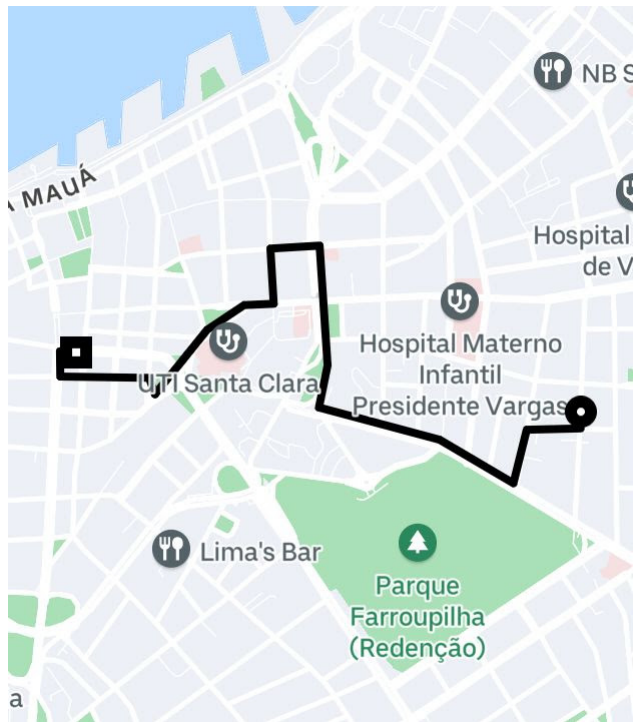 NB S
A MAUÁ
Hospital
de V
Hospital Materno
Infantil
Presidente Vargas
UTI Santa Clara
Lima's Bar
Parque
Farroupilha
(Redenção)
a